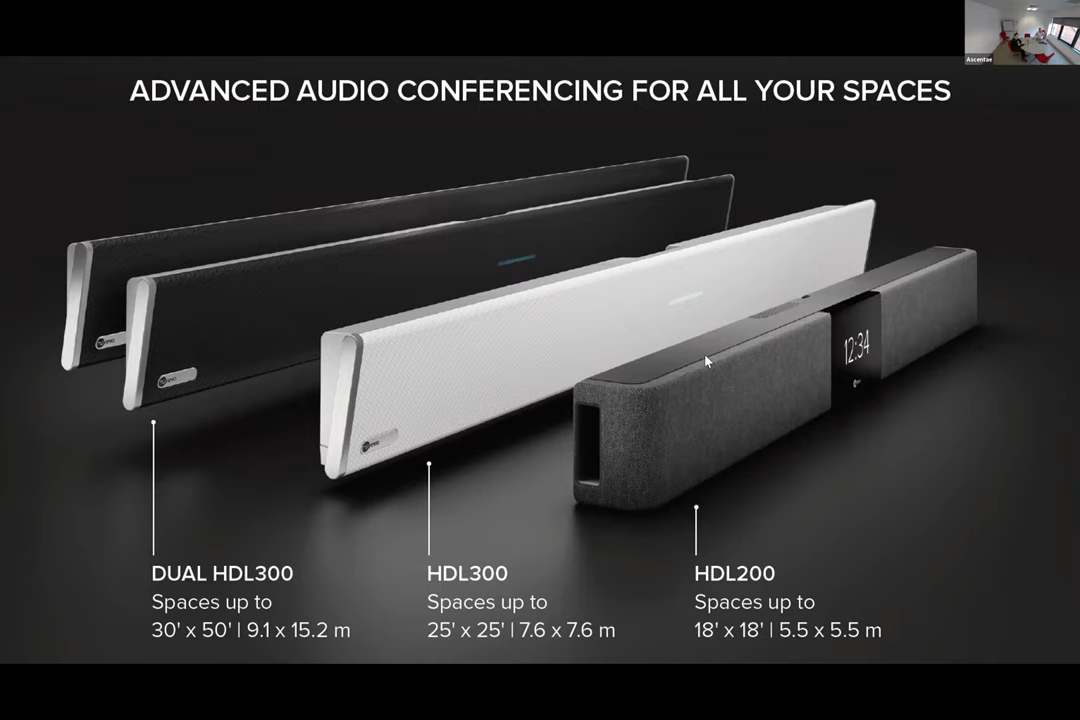 Ascentae
ADVANCED AUDIO CONFERENCING FOR ALL YOUR SPACES
12:34
DUAL HDL300
Spaces up to
30' x 50' | 9.1 x 15.2 m
HDL300
Spaces up to
25' x 25' | 7.6 x 7.6 m
HDL200
Spaces up to
18' x 18' | 5.5 x 5.5 m